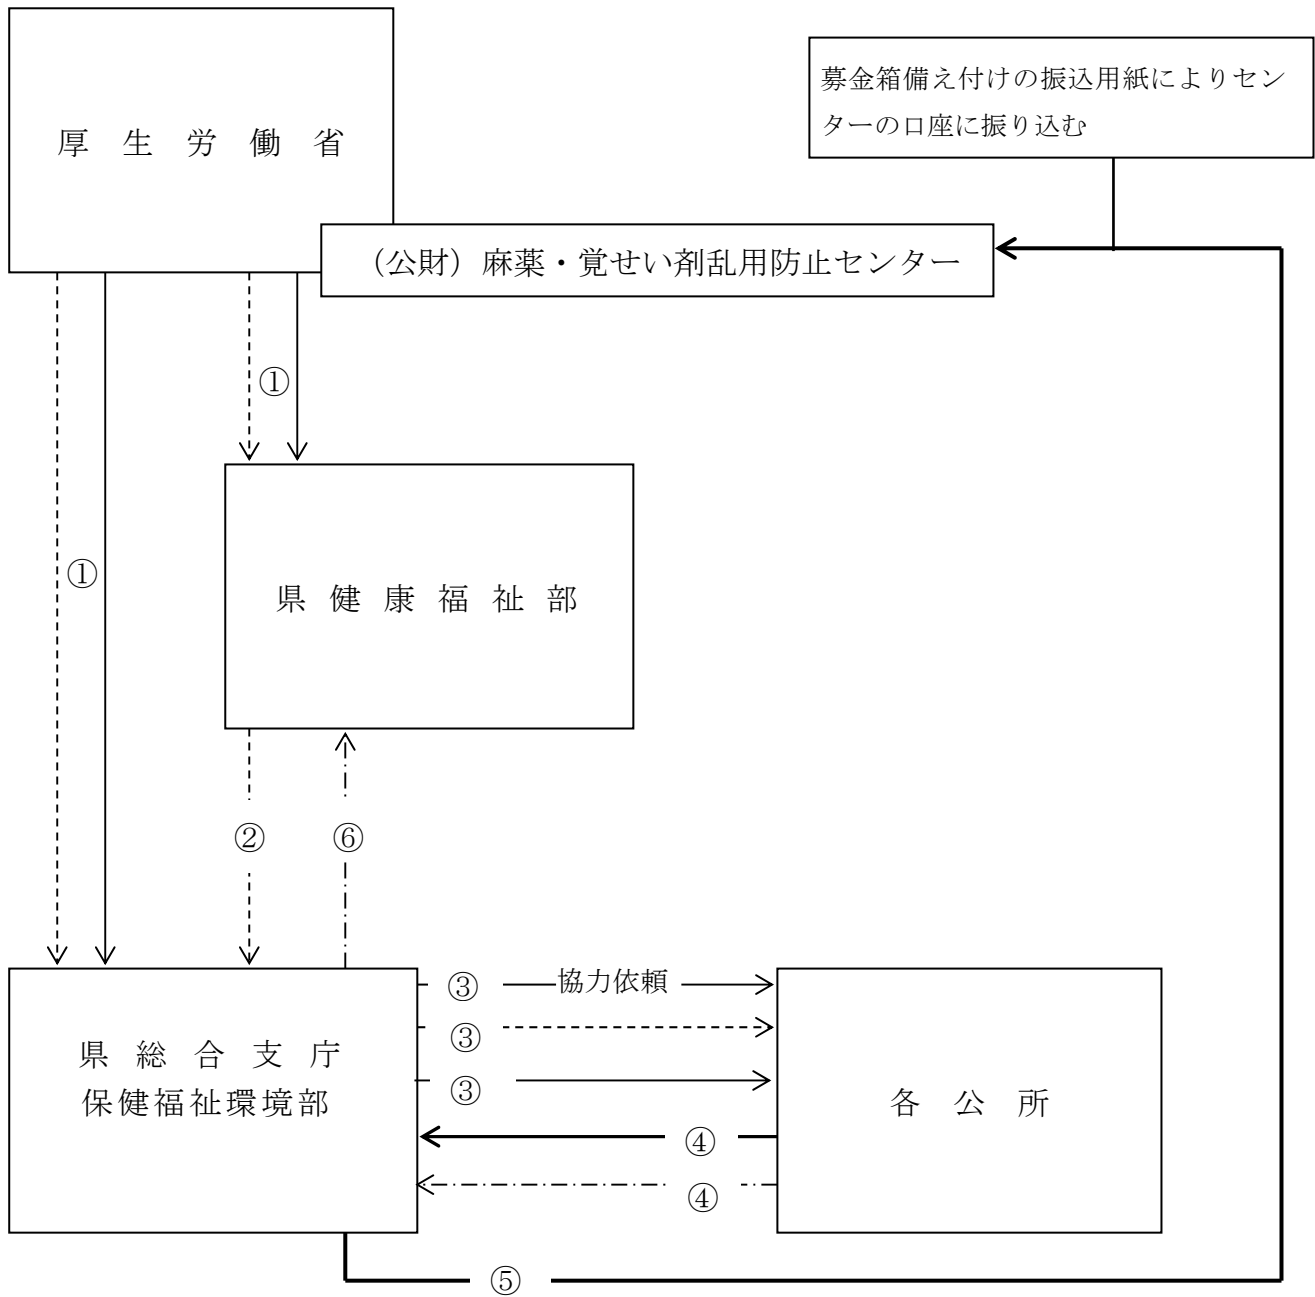 厚生労働省
募金箱備え付けの振込用紙によりセン
ターの口座に振り込む
（公財）麻薬・覚せい剤乱用防止センター
①
①
県健康福祉部
②
⑥
③
協力依頼
③
③
県総合支庁
保健福祉環境部
各公所
④
④
⑤